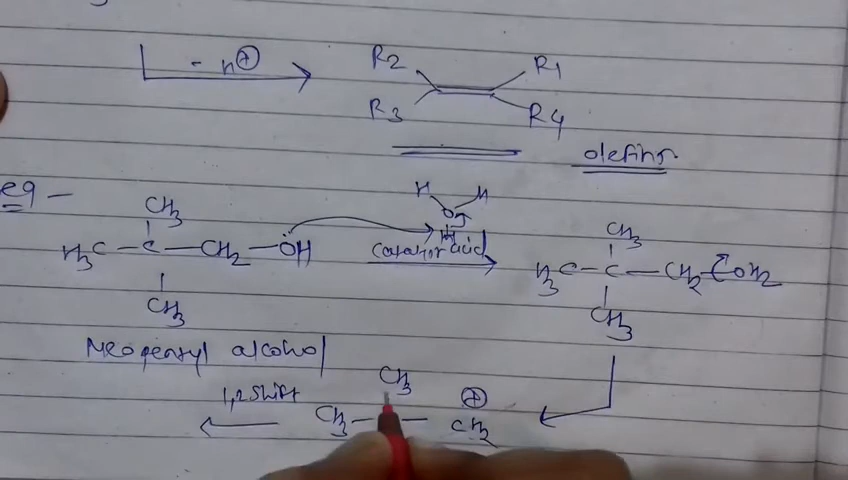 - H⊕
R2 R1
R3 R4
olefins
eg -
CH3 H H CH3
O
H3C - C - CH2 - OH H H3C - C - CH2 - OH2
acid
CH3 CH3
Neopentyl alcohol
CH3
1,2 shift ⊕
CH3 - CH2